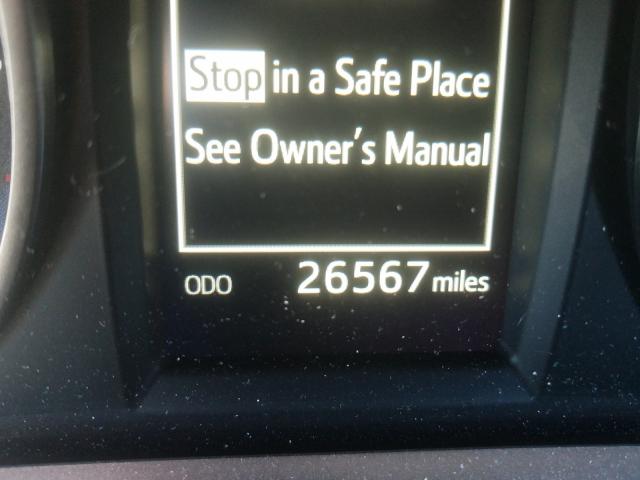 Stop in a Safe Place
See Owner's Manual
ODO 26567 miles